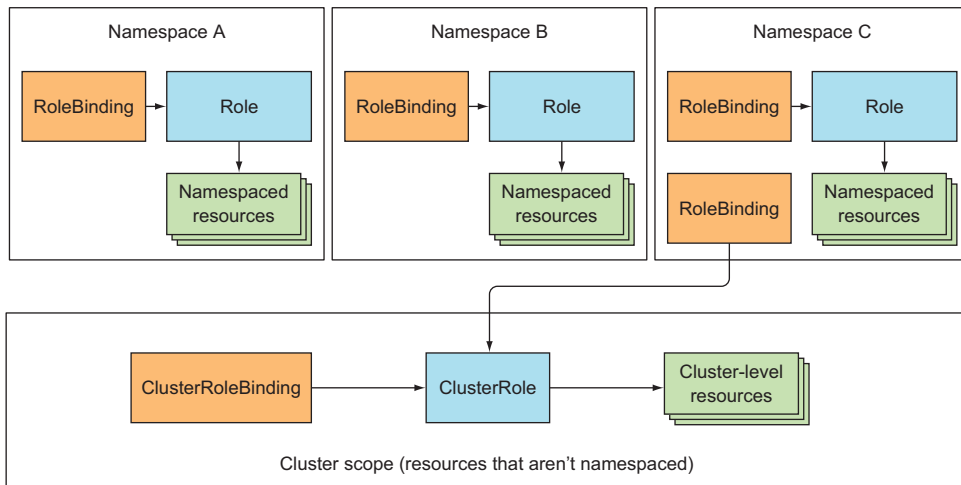 Namespace A
RoleBinding
Role
Namespaced
resources
Namespace B
RoleBinding
Role
Namespaced
resources
Namespace C
RoleBinding
Role
RoleBinding
Namespaced
resources
ClusterRoleBinding
ClusterRole
Cluster-level
resources
Cluster scope (resources that aren’t namespaced)